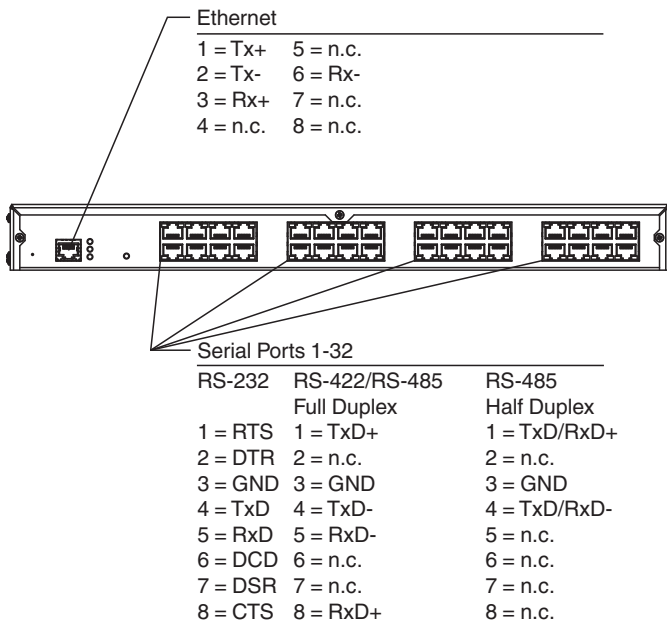 Ethernet
1 = Tx+ 5 = n.c.
2 = Tx- 6 = Rx-
3 = Rx+ 7 = n.c.
4 = n.c. 8 = n.c.
Serial Ports 1-32
RS-232 RS-422/RS-485 RS-485
Full Duplex Half Duplex
1 = RTS 1 = TxD+ 1 = TxD/RxD+
2 = DTR 2 = n.c. 2 = n.c.
3 = GND 3 = GND 3 = GND
4 = TxD 4 = TxD- 4 = TxD/RxD-
5 = RxD 5 = RxD- 5 = n.c.
6 = DCD 6 = n.c. 6 = n.c.
7 = DSR 7 = n.c. 7 = n.c.
8 = CTS 8 = RxD+ 8 = n.c.